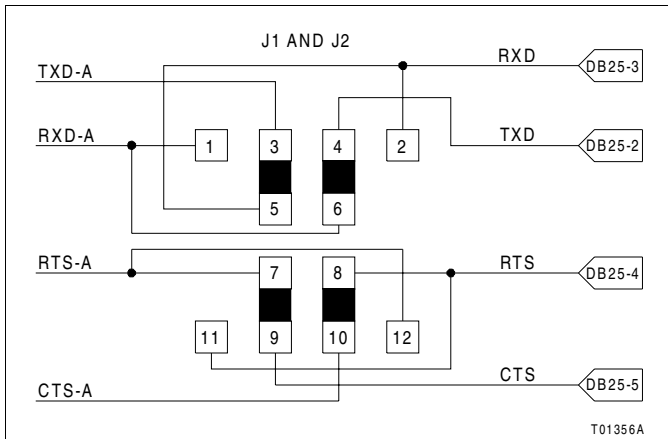 J1 AND J2
RXD
DB25-3
TXD-A
RXD-A
1
3
4
2
TXD
DB25-2
5
6
RTS-A
7
8
RTS
DB25-4
11
9
10
12
CTS
DB25-5
CTS-A
T01356A